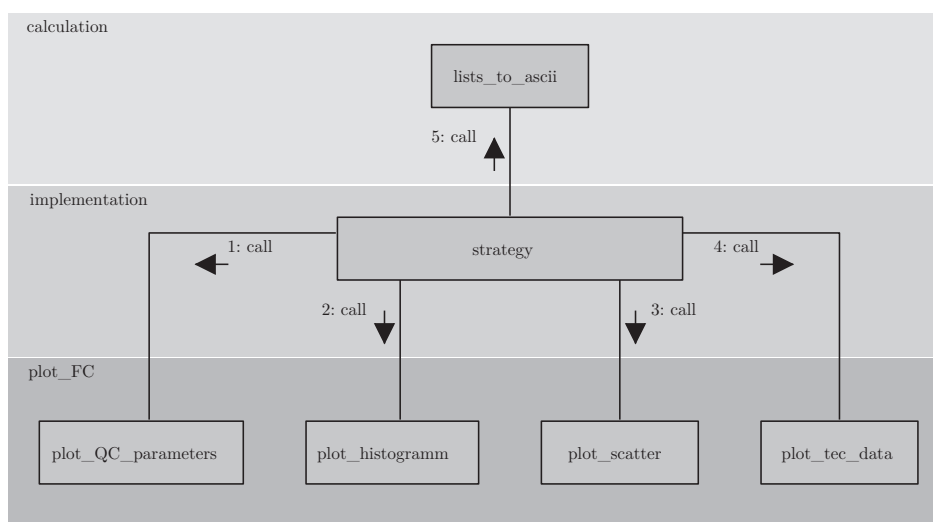 calculation
lists_to_ascii
5: call
implementation
1: call
strategy
4: call
2: call
3: call
plot_FC
plot_QC_parameters
plot_histogramm
plot_scatter
plot_tec_data